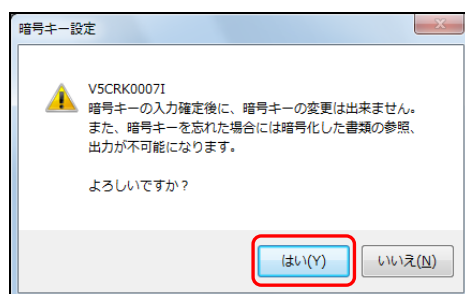 暗号キー設定
V5CRK0007I
暗号キーの入力確定後に、暗号キーの変更は出来ません。
また、暗号キーを忘れた場合には暗号化した書類の参照、
出力が不可能になります。
よろしいですか?
はい(Y)
いいえ(N)